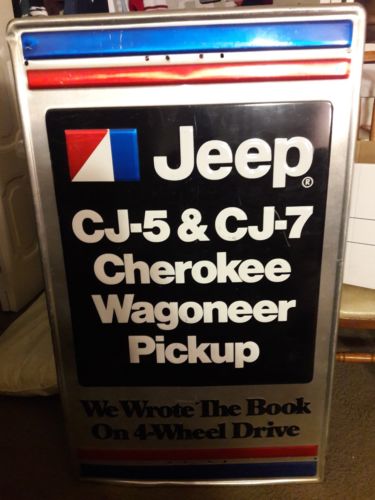 Jeep®
CJ-5 & CJ-7
Cherokee
Wagoneer
Pickup
We Wrote The Book
On 4-Wheel Drive